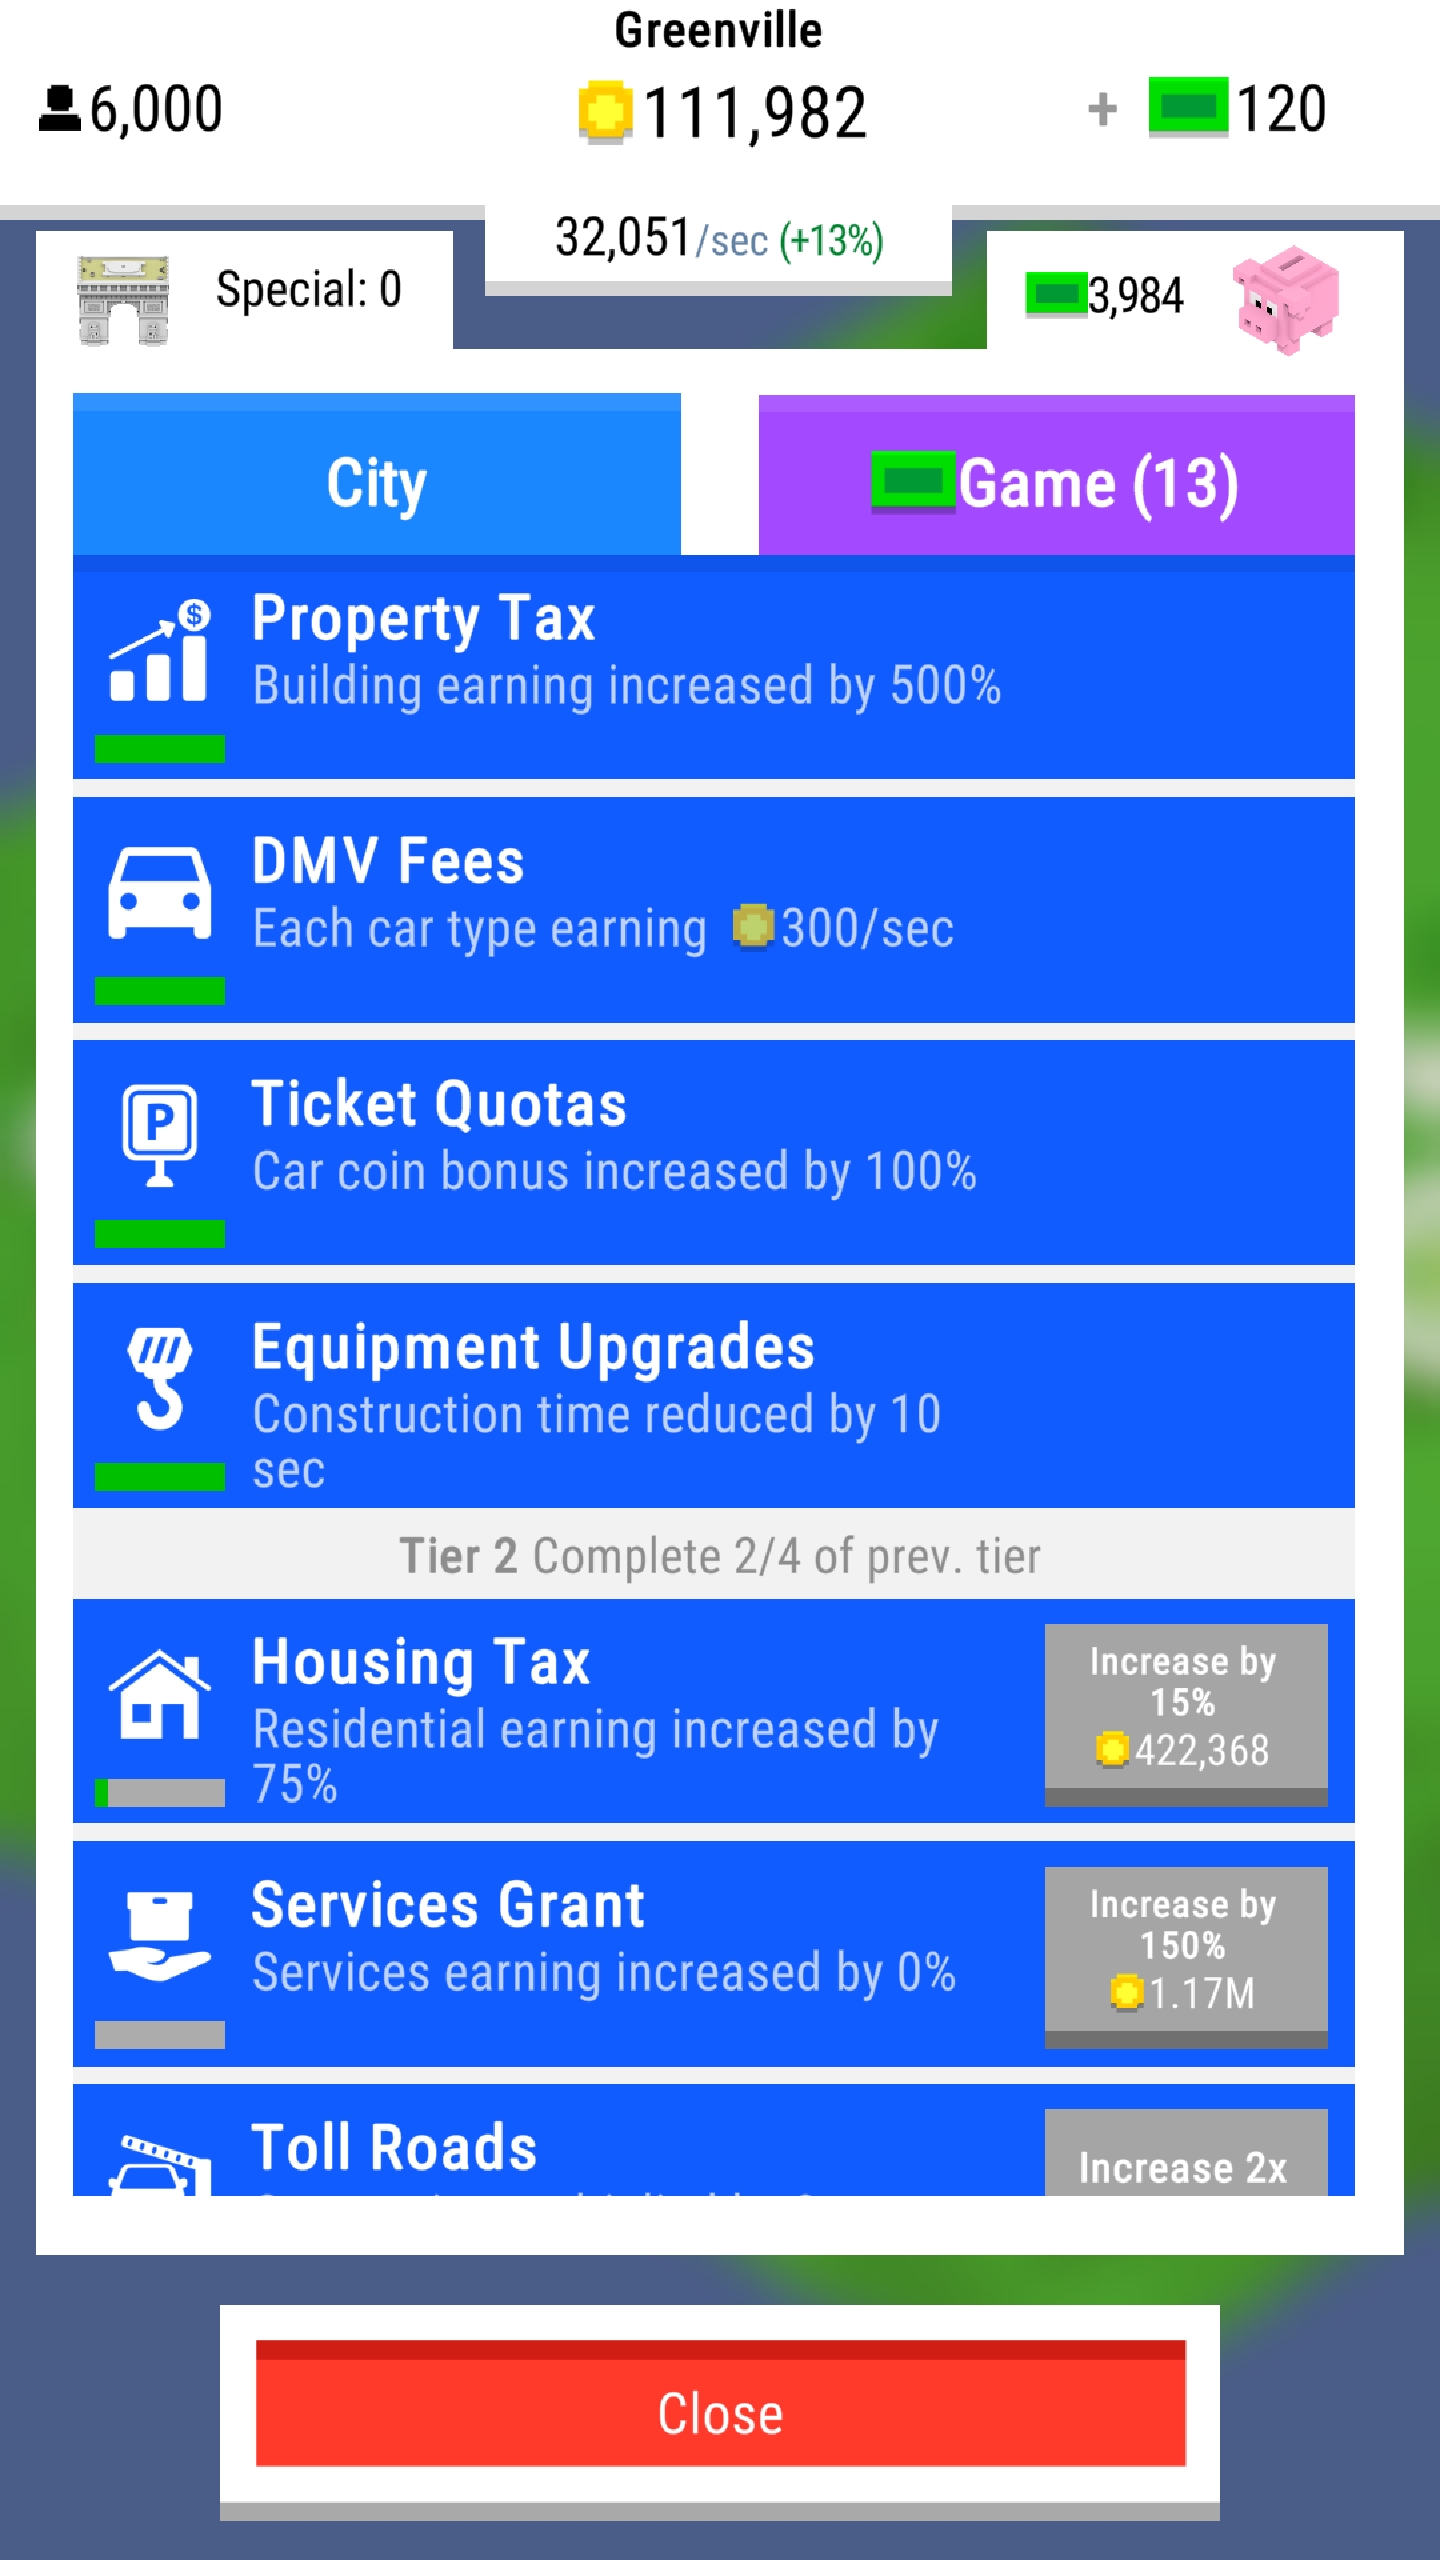 Greenville
6,000
111,982
+ 120
32,051/sec (+13%)
Special: 0
3,984
City
Game (13)
Property Tax
Building earning increased by 500%
DMV Fees
Each car type earning 300/sec
P
Ticket Quotas
Car coin bonus increased by 100%
Equipment Upgrades
Construction time reduced by 10
sec
Tier 2 Complete 2/4 of prev. tier
Housing Tax
Residential earning increased by
75%
Increase by
15%
422,368
Services Grant
Services earning increased by 0%
Increase by
150%
1.17M
Toll Roads
Increase 2x
Close